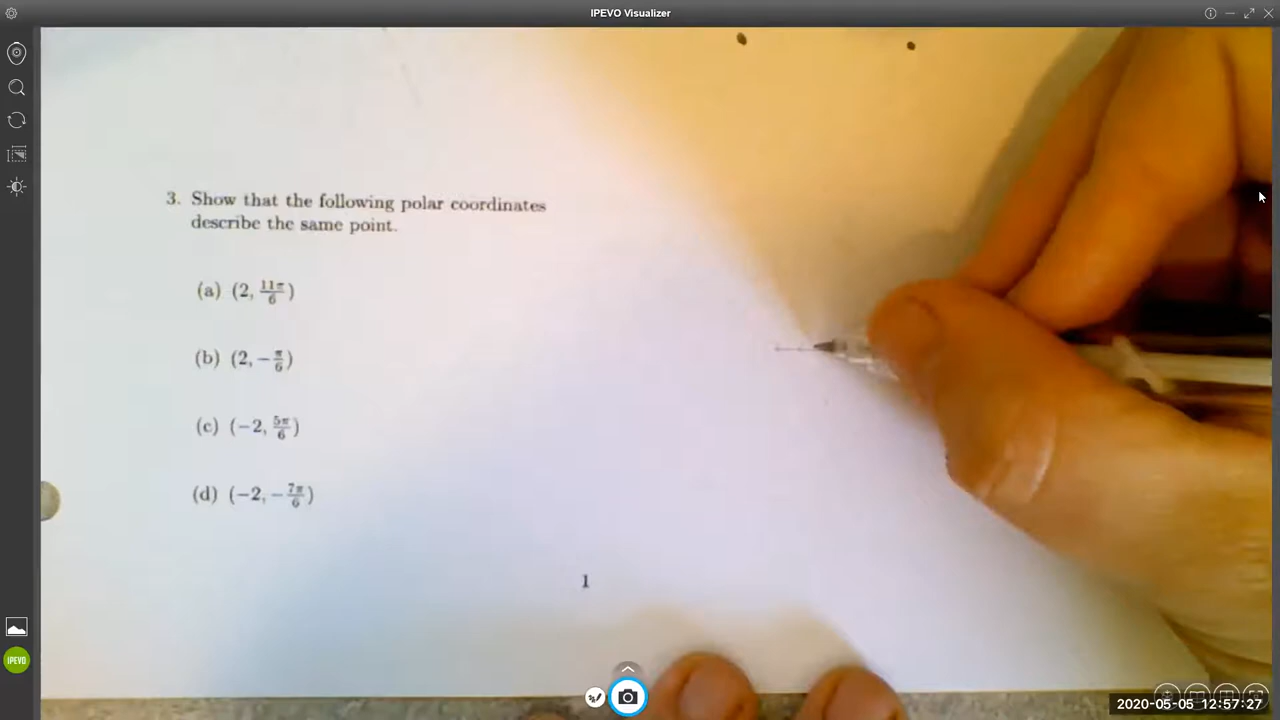 IPEVO Visualizer
3. Show that the following polar coordinates
describe the same point.
(a) (2, 11π/6)
(b) (2, −π/6)
(c) (−2, 5π/6)
(d) (−2, −7π/6)
1
IPEVO
2020-05-05 12:57:27